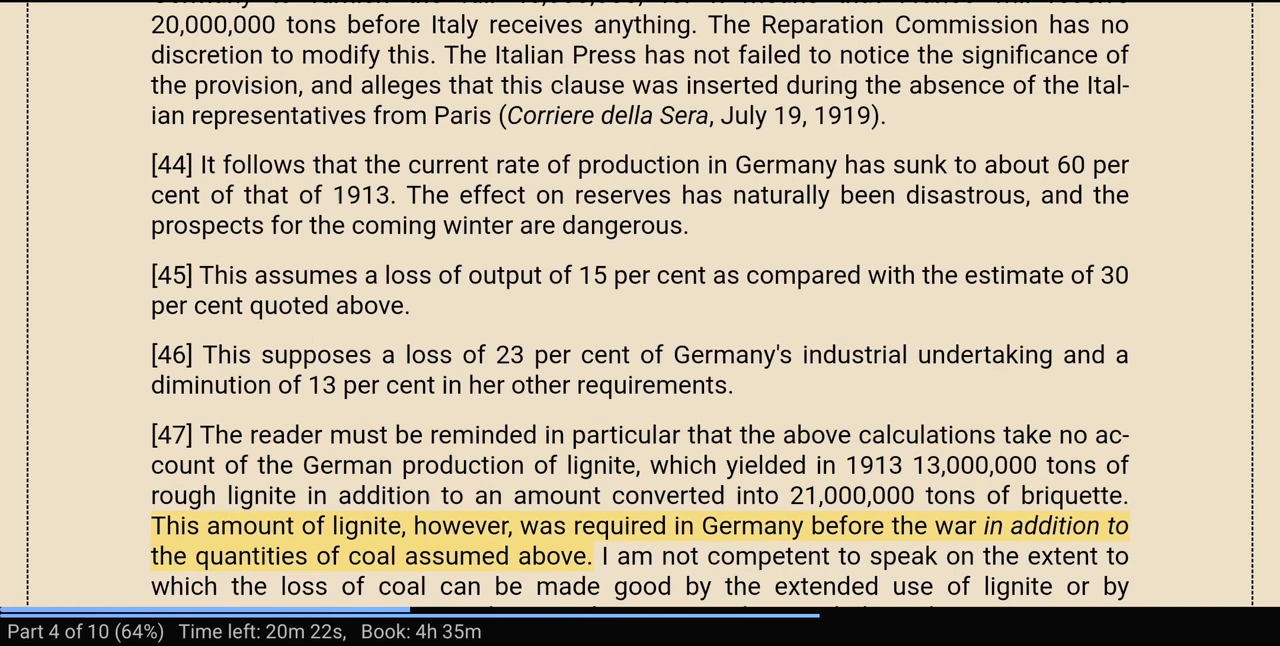 20,000,000 tons before Italy receives anything. The Reparation Commission has no
discretion to modify this. The Italian Press has not failed to notice the significance of
the provision, and alleges that this clause was inserted during the absence of the Ital-
ian representatives from Paris (Corriere della Sera, July 19, 1919).
[44] It follows that the current rate of production in Germany has sunk to about 60 per
cent of that of 1913. The effect on reserves has naturally been disastrous, and the
prospects for the coming winter are dangerous.
[45] This assumes a loss of output of 15 per cent as compared with the estimate of 30
per cent quoted above.
[46] This supposes a loss of 23 per cent of Germany's industrial undertaking and a
diminution of 13 per cent in her other requirements.
[47] The reader must be reminded in particular that the above calculations take no ac-
count of the German production of lignite, which yielded in 1913 13,000,000 tons of
rough lignite in addition to an amount converted into 21,000,000 tons of briquette.
This amount of lignite, however, was required in Germany before the war in addition to
the quantities of coal assumed above. I am not competent to speak on the extent to
which the loss of coal can be made good by the extended use of lignite or by
Part 4 of 10 (64%) Time left: 20m 22s, Book: 4h 35m